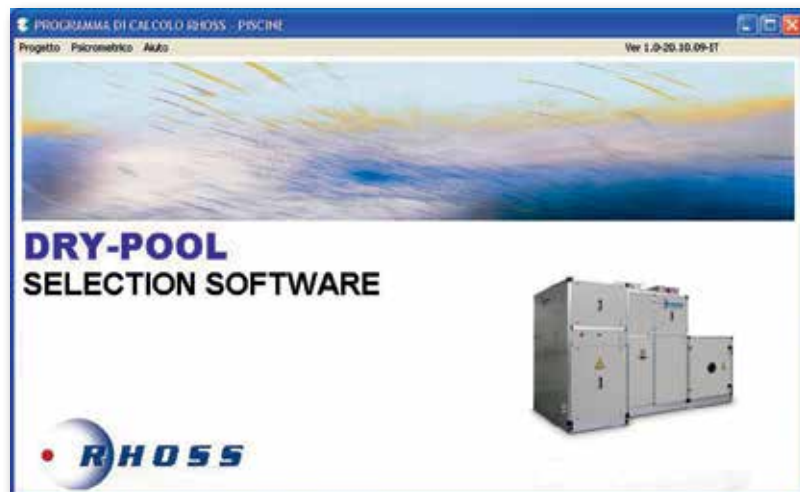 PROGRAMMA DI CALCOLO RHOSS - PISCINE
Progetto Psicrometrico Aiuto Ver 1.0-20.10.09-IT
DRY-POOL
SELECTION SOFTWARE
RHOSS